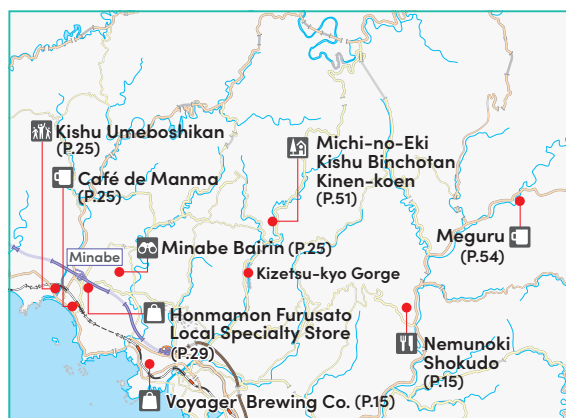 Kishu Umeboshikan
(P.25)
Café de Manma
(P.25)
Michi-no-Eki
Kishu Binchotan
Kinen-koen
(P.51)
Minabe Bairin (P.25)
Minabe
Kizetsu-kyo Gorge
Meguru
(P.54)
Honmamon Furusato
Local Specialty Store
(P.29)
Nemunoki
Shokudo
(P.15)
Voyager Brewing Co. (P.15)